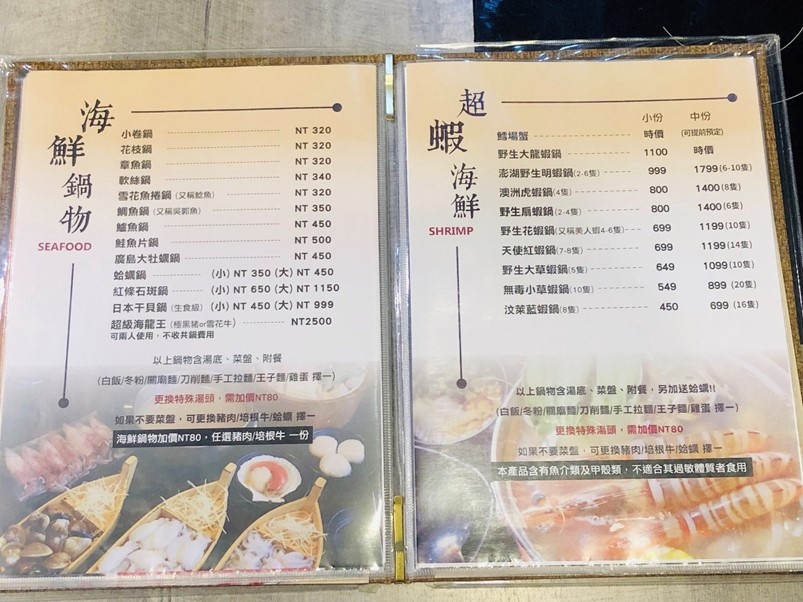 海鮮鍋物
SEAFOOD
小卷鍋 NT 320
花枝鍋 NT 320
章魚鍋 NT 320
軟絲鍋 NT 340
雪花魚捲鍋(又稱鯰魚) NT 320
鯛魚鍋(又稱吳郭魚) NT 350
鱸魚鍋 NT 450
鮭魚片鍋 NT 500
廣島大牡蠣鍋 NT 450
蛤蠣鍋 (小) NT 350 (大) NT 450
紅條石斑鍋 (小) NT 650 (大) NT 1150
日本干貝鍋(生食級) (小) NT 450 (大) NT 999
超級海龍王(極黑豬or雪花牛) NT2500
可兩人使用,不收共鍋費用
以上鍋物含湯底、菜盤、附餐
(白飯/冬粉/關廟麵/刀削麵/手工拉麵/王子麵/雞蛋 擇一)
更換特殊湯頭,需加價NT80
如果不要菜盤,可更換豬肉/培根牛/蛤蠣 擇一
海鮮鍋物加價NT80,任選豬肉/培根牛 一份
超蝦海鮮
SHRIMP
小份 中份
鱈場蟹 時價 (可提前預定)
野生大龍蝦鍋 1100 時價
澎湖野生明蝦鍋(2-6隻) 999 1799(6-10隻)
澳洲虎蝦鍋(4隻) 800 1400(8隻)
野生扇蝦鍋(2-4隻) 800 1400(6隻)
野生花蝦鍋(又稱美人蝦4-6隻) 699 1199(10隻)
天使紅蝦鍋(7-8隻) 699 1199(14隻)
野生大草蝦鍋(5隻) 649 1099(10隻)
無毒小草蝦鍋(10隻) 549 899 (20隻)
汶萊藍蝦鍋(8隻) 450 699 (16隻)
以上鍋物含湯底、菜盤、附餐,另加送蛤蠣!!
(白飯/冬粉/關廟麵/刀削麵/手工拉麵/王子麵/雞蛋 擇一)
更換特殊湯頭,需加價NT80
如果不要菜盤,可更換豬肉/培根牛/蛤蠣 擇一
本產品含有魚介類及甲殼類,不適合其過敏體質者食用